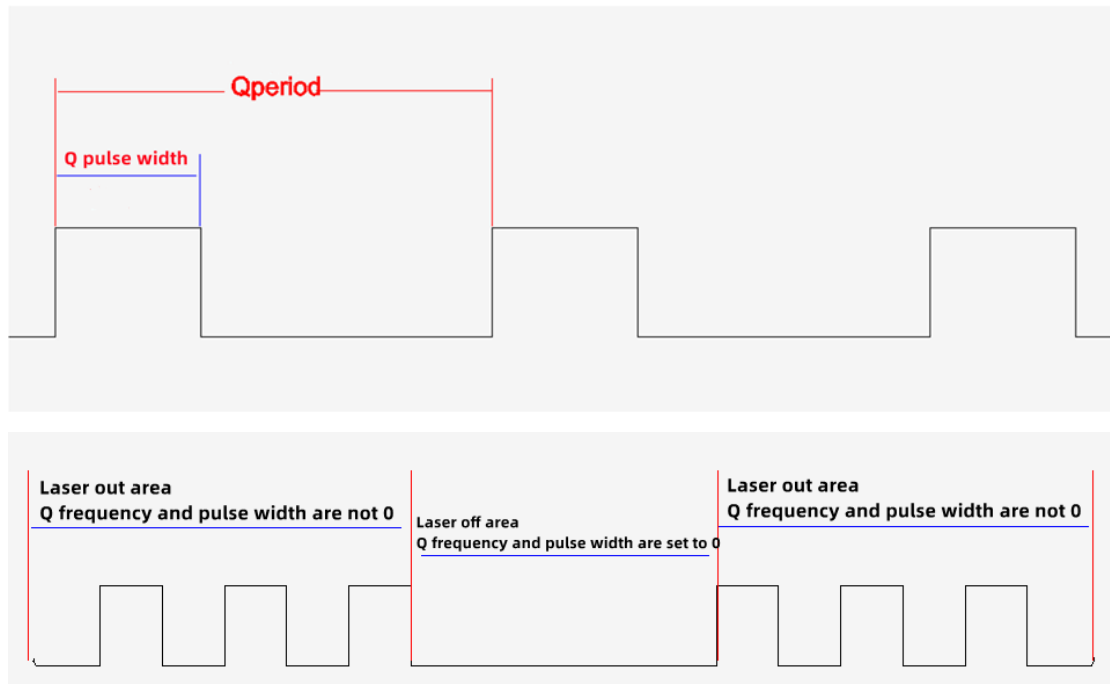 Qperiod
Q pulse width
Laser out area
Q frequency and pulse width are not 0
Laser off area
Q frequency and pulse width are set to 0
Laser out area
Q frequency and pulse width are not 0